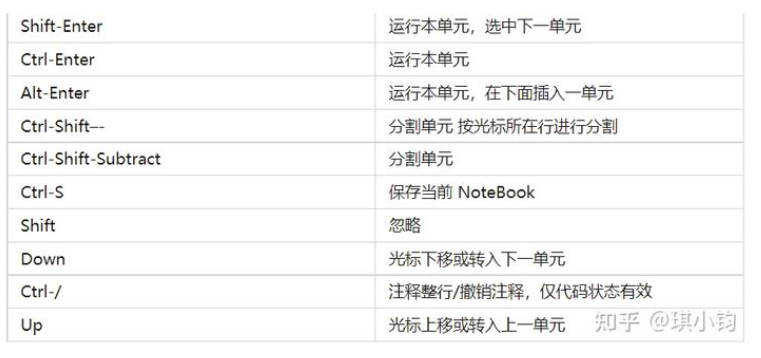 Shift-Enter 运行本单元，选中下一单元
Ctrl-Enter 运行本单元
Alt-Enter 运行本单元，在下面插入一单元
Ctrl-Shift–- 分割单元 按光标所在行进行分割
Ctrl-Shift-Subtract 分割单元
Ctrl-S 保存当前 NoteBook
Shift 忽略
Down 光标下移或转入下一单元
Ctrl-/ 注释整行/撤销注释，仅代码状态有效
Up 光标上移或转入上一单元
知乎 @琪小钧